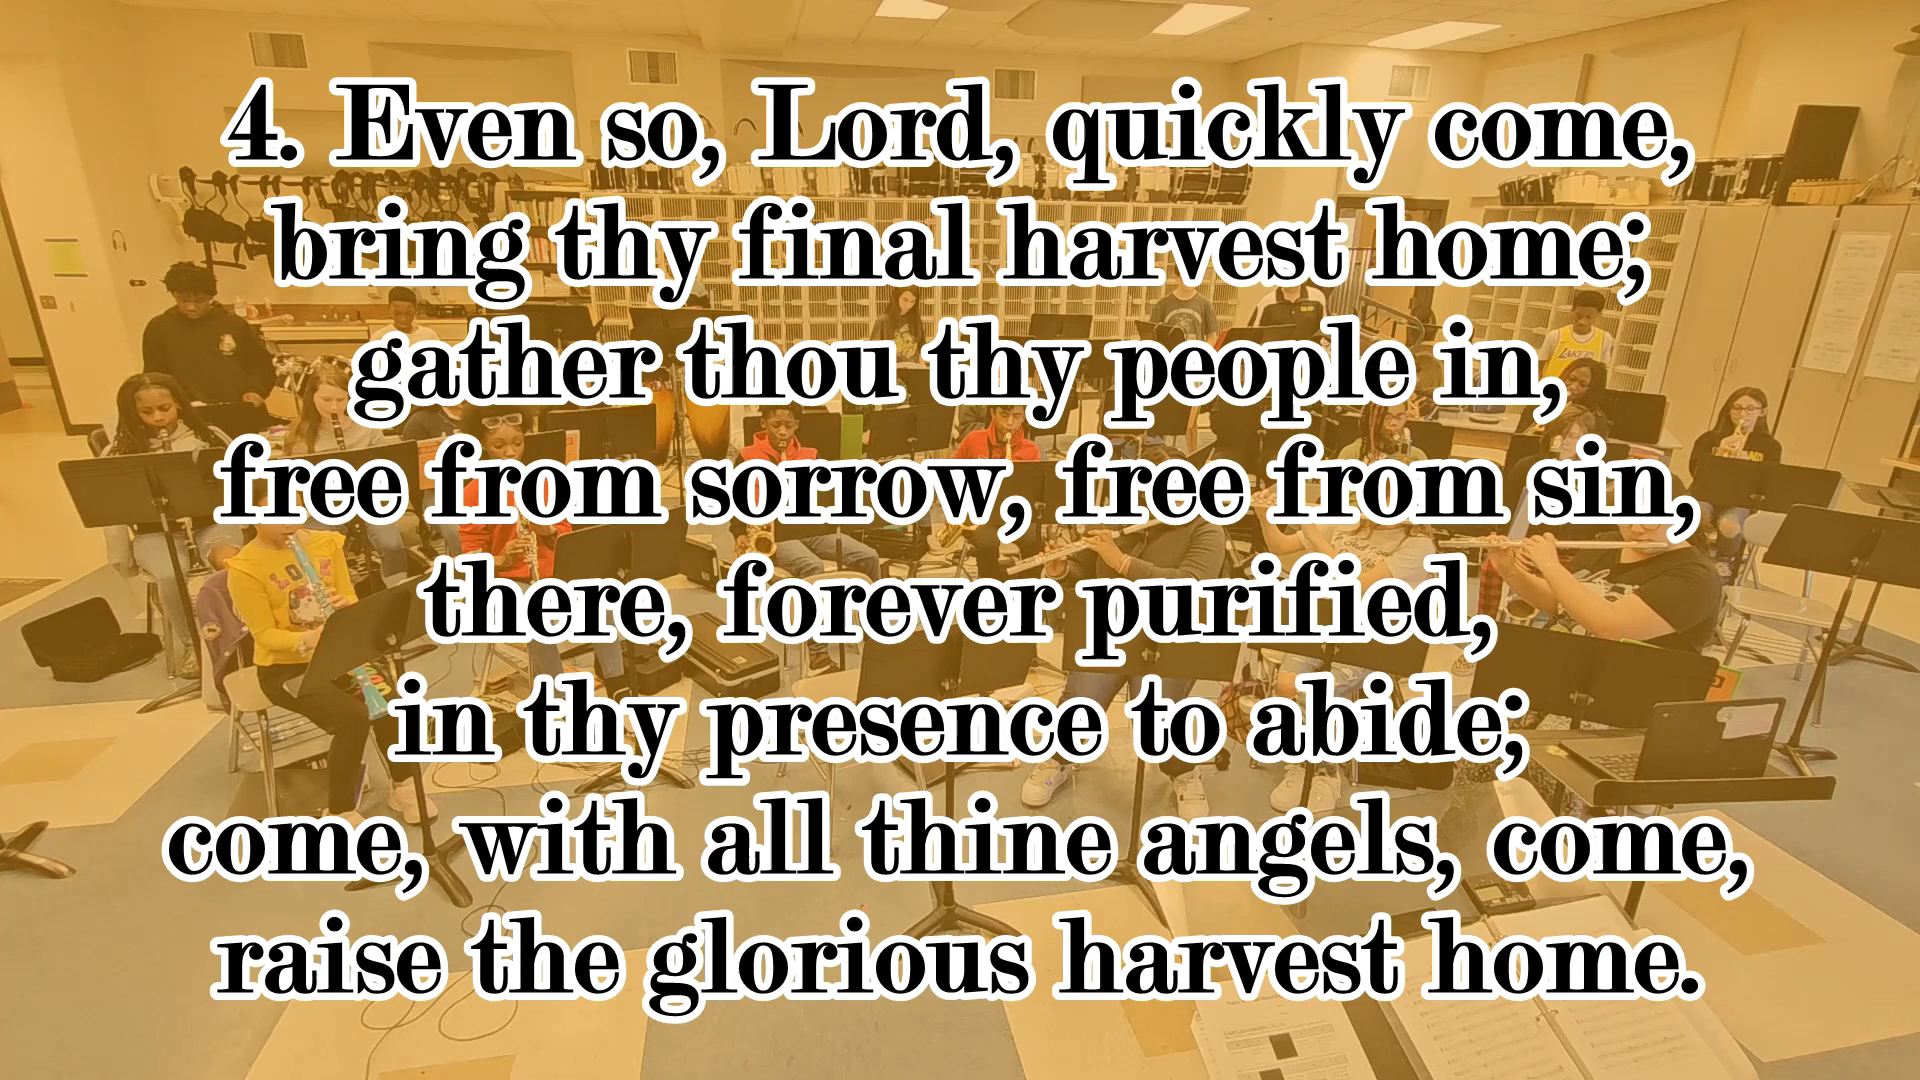 4. Even so, Lord, quickly come,
bring thy final harvest home;
gather thou thy people in,
free from sorrow, free from sin,
there, forever purified,
in thy presence to abide;
come, with all thine angels, come,
raise the glorious harvest home.
LAKERS